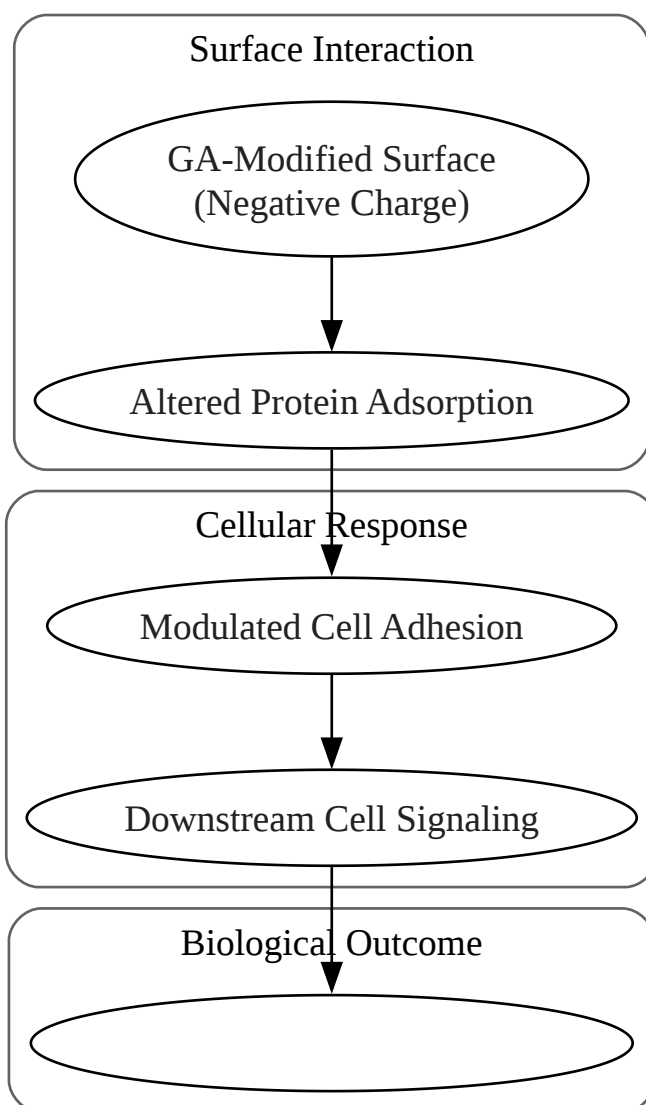 Surface Interaction
GA-Modified Surface
(Negative Charge)
Altered Protein Adsorption
Cellular Response
Modulated Cell Adhesion
Downstream Cell Signaling
Biological Outcome